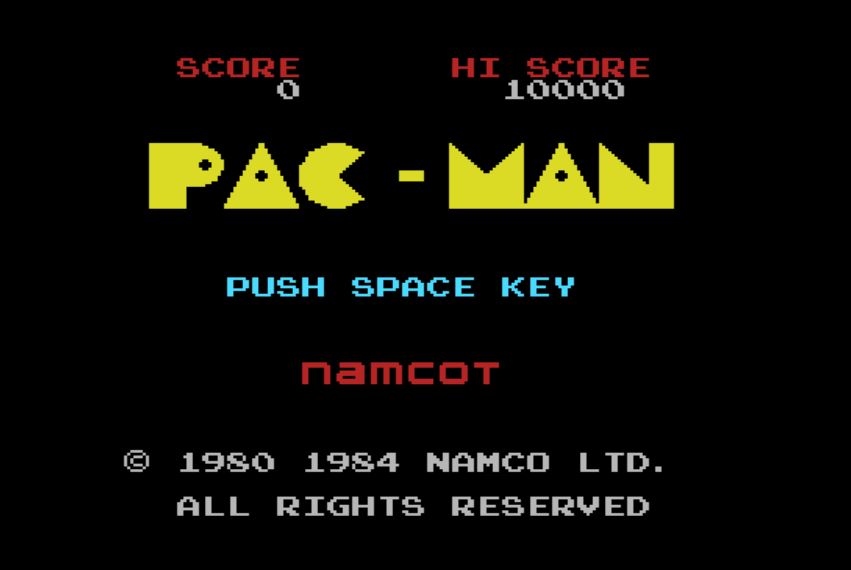 SCORE HI SCORE
0 10000
PAC-MAN
PUSH SPACE KEY
namcot
© 1980 1984 NAMCO LTD.
ALL RIGHTS RESERVED